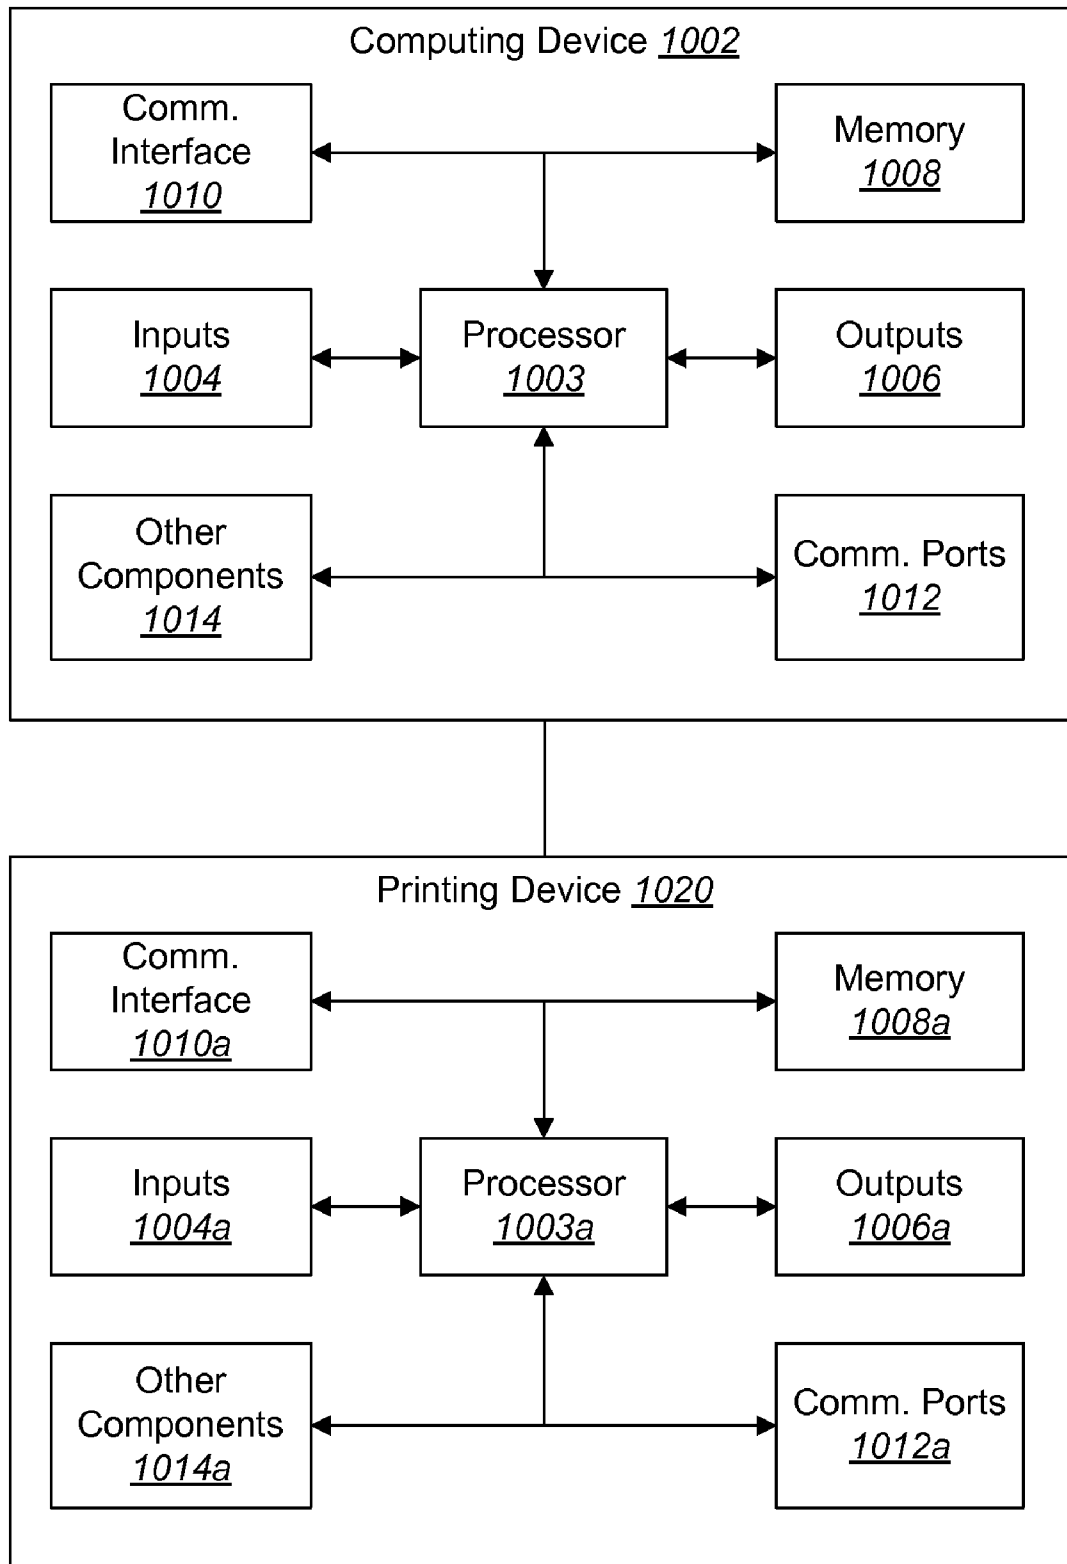 Computing Device 1002
Comm.
Interface
1010
Memory
1008
Inputs
1004
Processor
1003
Outputs
1006
Other
Components
1014
Comm. Ports
1012
Printing Device 1020
Comm.
Interface
1010a
Memory
1008a
Inputs
1004a
Processor
1003a
Outputs
1006a
Other
Components
1014a
Comm. Ports
1012a